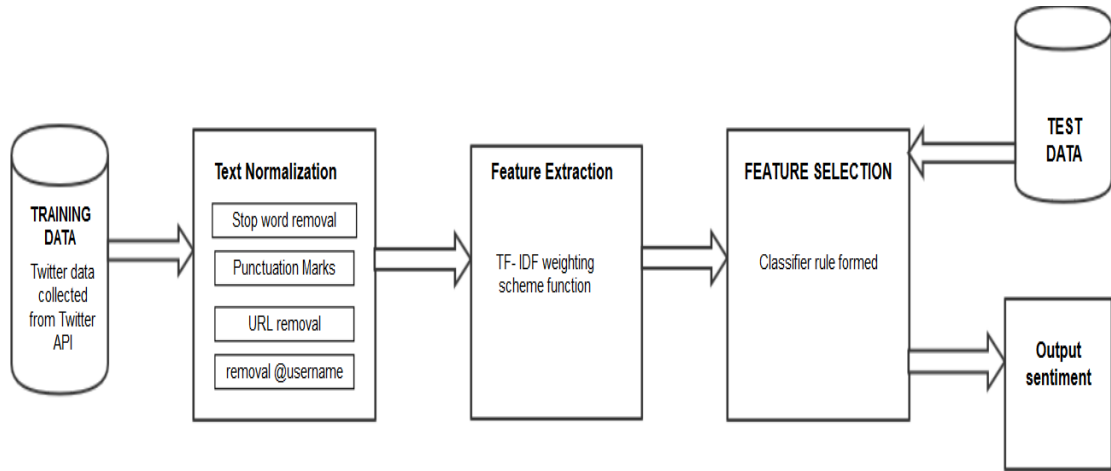 TRAINING
DATA
Twitter data
collected
from Twitter
API
Text Normalization
Stop word removal
Punctuation Marks
URL removal
removal @username
Feature Extraction
TF- IDF weighting
scheme function
FEATURE SELECTION
Classifier rule formed
TEST
DATA
Output
sentiment